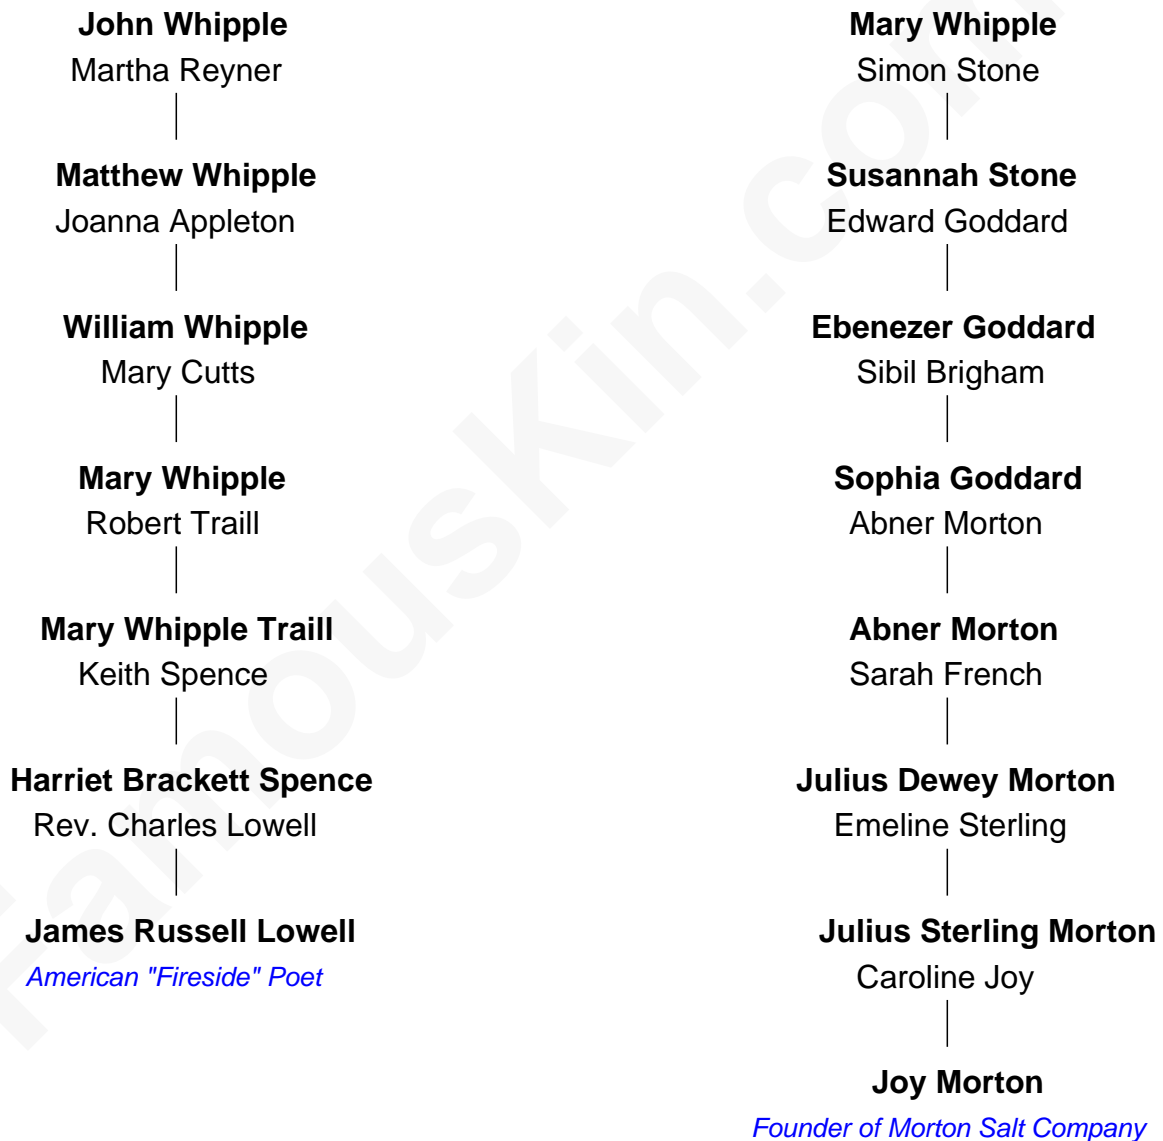 John Whipple
Martha Reyner
Matthew Whipple
Joanna Appleton
William Whipple
Mary Cutts
Mary Whipple
Robert Traill
Mary Whipple Traill
Keith Spence
Harriet Brackett Spence
Rev. Charles Lowell
James Russell Lowell
American "Fireside" Poet
Mary Whipple
Simon Stone
Susannah Stone
Edward Goddard
Ebenezer Goddard
Sibil Brigham
Sophia Goddard
Abner Morton
Abner Morton
Sarah French
Julius Dewey Morton
Emeline Sterling
Julius Sterling Morton
Caroline Joy
Joy Morton
Founder of Morton Salt Company
FamousKin.com